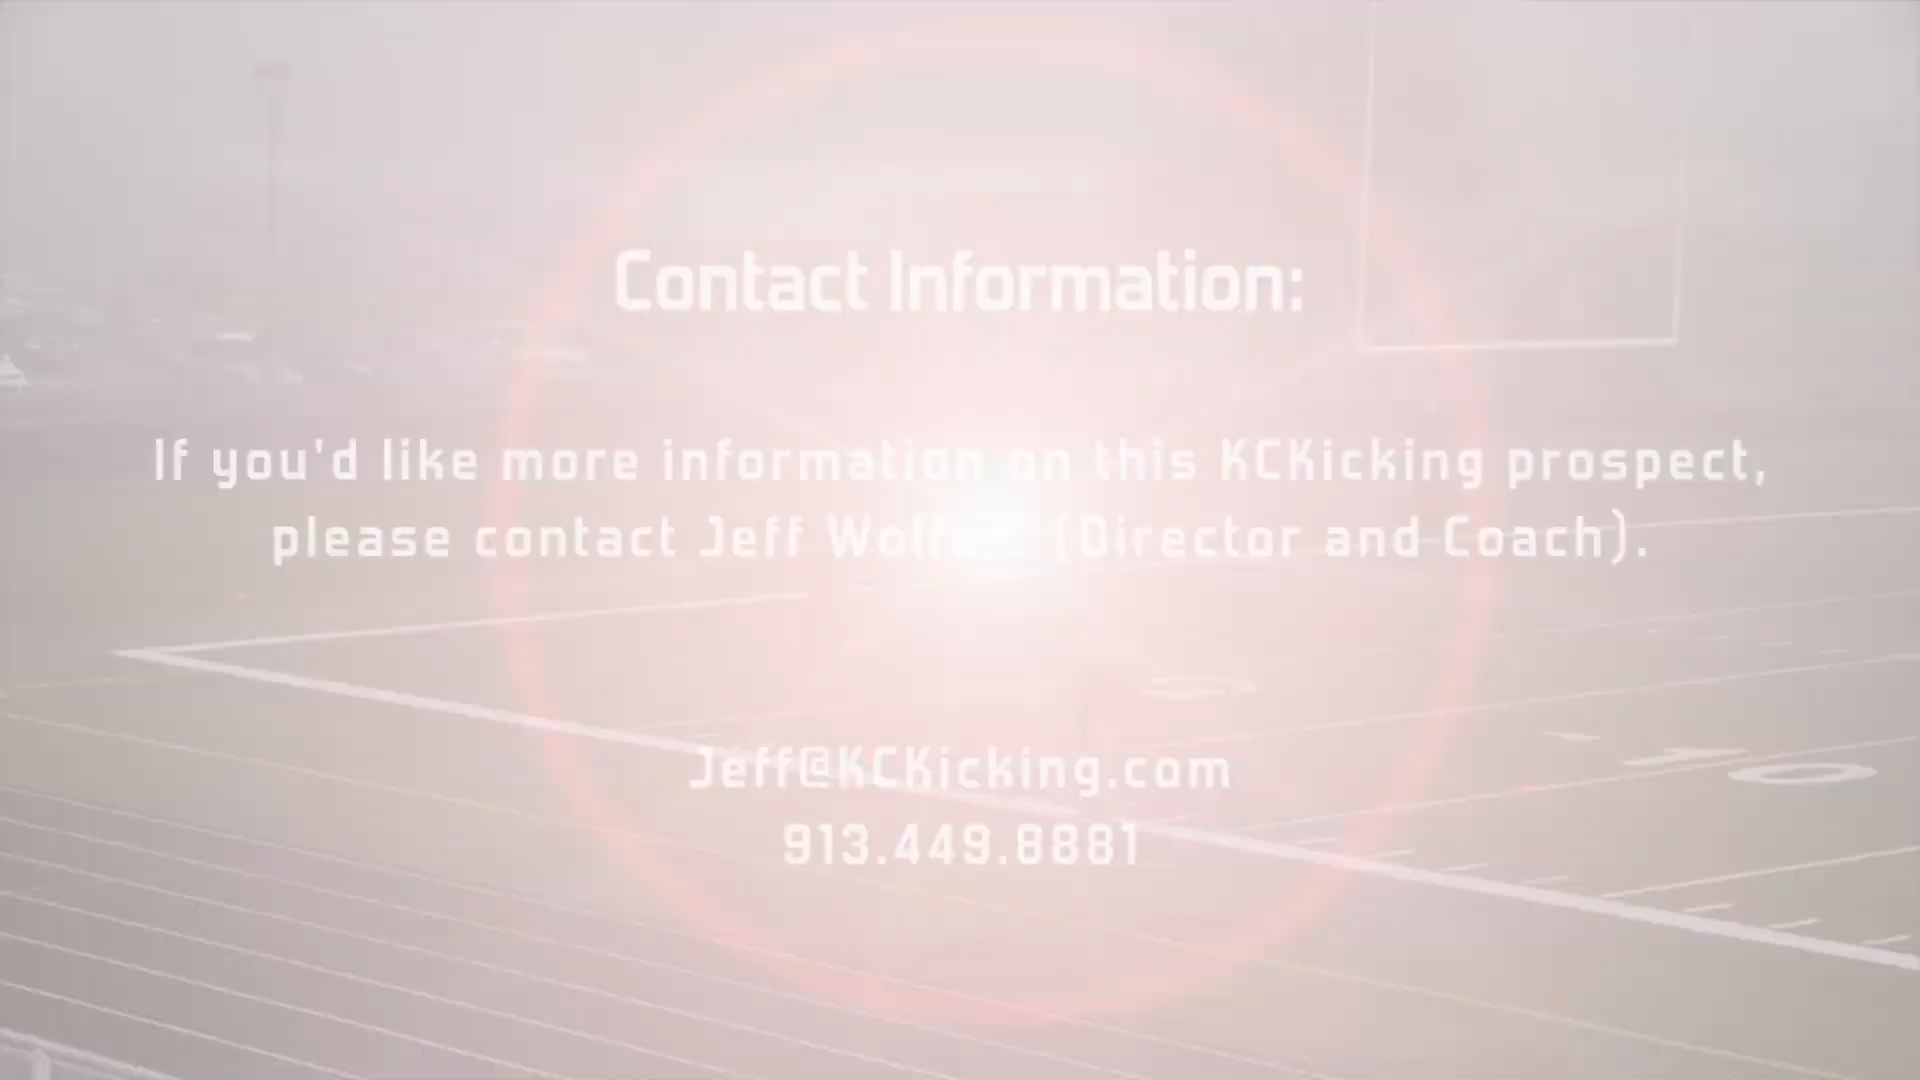 Contact Information:
If you'd like more information on this KCKicking prospect,
please contact Jeff (Director and Coach).
Jeff@KCKicking.com
913.449.8881